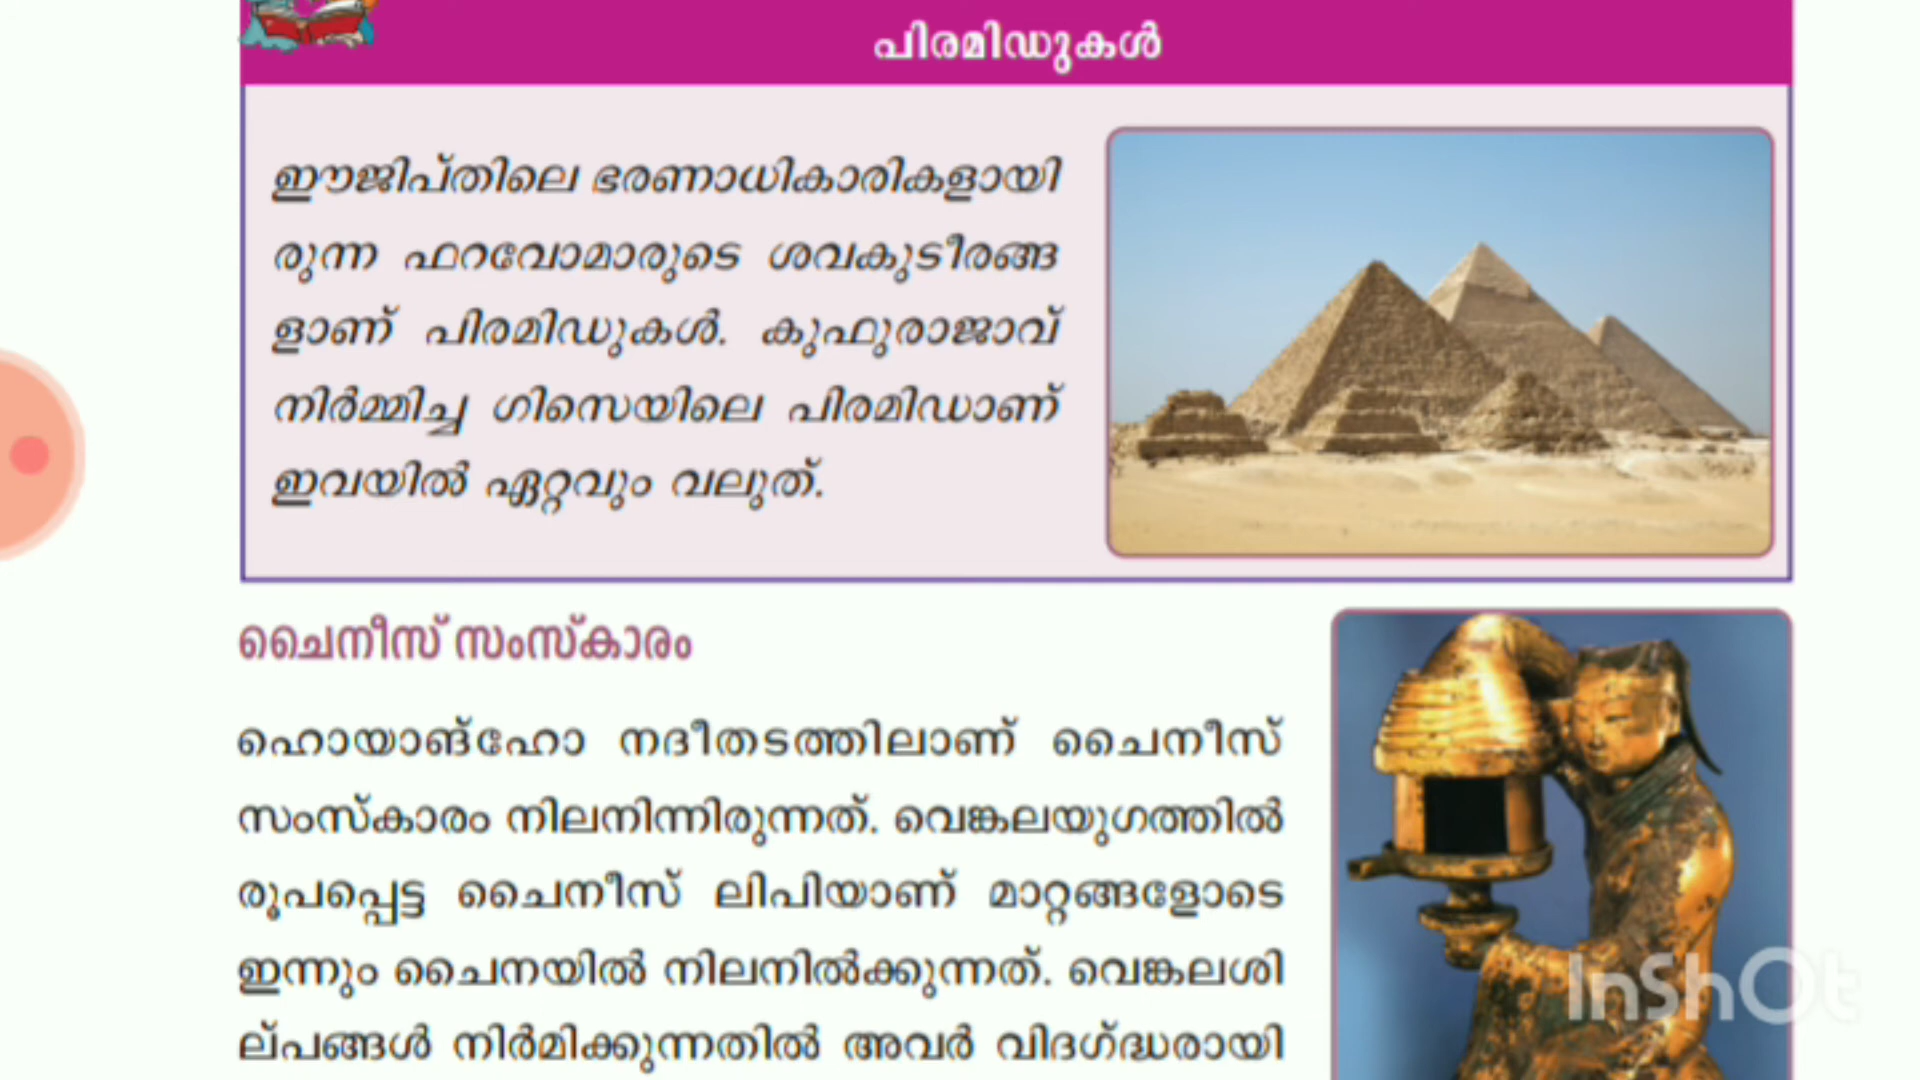 പിരമിഡുകൾ
ഈജിപ്തിലെ ഭരണാധികാരികളായി
രുന്ന ഫറവോമാരുടെ ശവകുടീരങ്ങ
ളാണ് പിരമിഡുകൾ. കുഫുരാജാവ്
നിർമ്മിച്ച ഗിസെയിലെ പിരമിഡാണ്
ഇവയിൽ ഏറ്റവും വലുത്.
ചൈനീസ് സംസ്കാരം
ഹൊയാങ്ഹോ നദീതടത്തിലാണ് ചൈനീസ്
സംസ്കാരം നിലനിന്നിരുന്നത്. വെങ്കലയുഗത്തിൽ
രൂപപ്പെട്ട ചൈനീസ് ലിപിയാണ് മാറ്റങ്ങളോടെ
ഇന്നും ചൈനയിൽ നിലനിൽക്കുന്നത്. വെങ്കലശി
ല്പങ്ങൾ നിർമിക്കുന്നതിൽ അവർ വിദഗ്ദ്ധരായി
InShOt